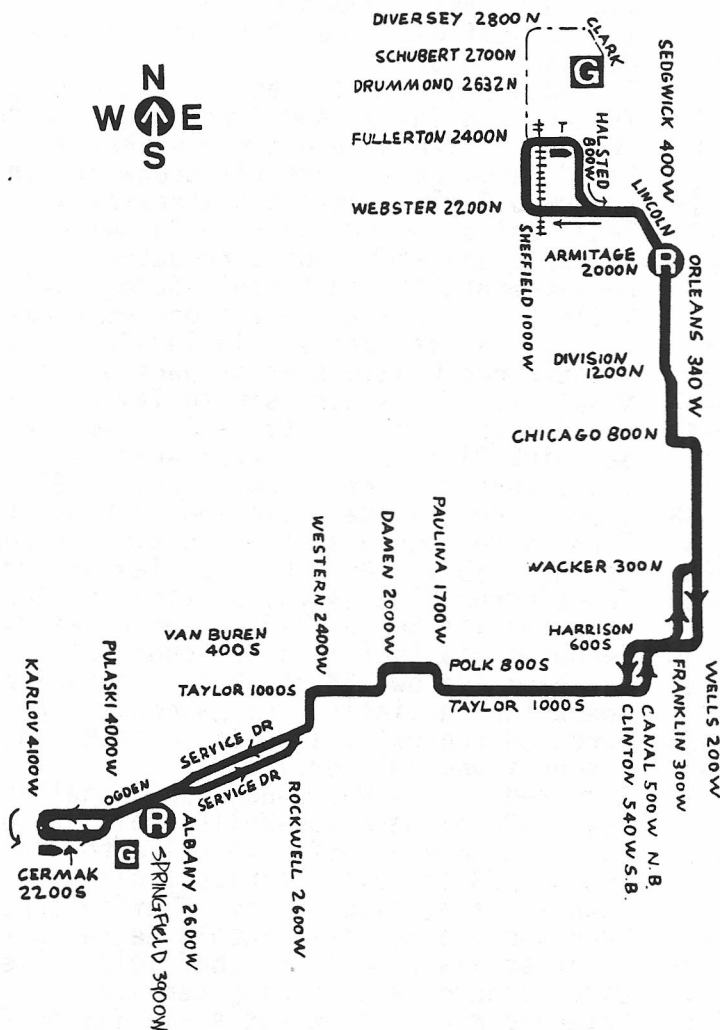 DIVERSEY 2800N
CLARK
SCHUBERT 2700N
G
DRUMMOND 2632N
SEDGWICK 400W
N
W E
S
FULLERTON 2400N
T
HALSTED
800W
WEBSTER 2200N
LINCOLN
SHEFFIELD 1000W
ARMITAGE
2000N
R
ORLEANS 340 W
DIVISION
1200N
CHICAGO 800N
WACKER 300N
HARRISON
600S
WELLS 200W
FRANKLIN 300W
CANAL 500W N.B.
CLINTON 540W S.B.
PAULINA 1700W
DAMEN 2000W
WESTERN 2400W
POLK 800S
TAYLOR 1000S
VAN BUREN
400S
TAYLOR 1000S
SERVICE DR
SERVICE DR
ROCKWELL 2600W
PULASKI 4000W
KARLOV 4100W
OGDEN
R
G
ALBANY 2600W
SPRINGFIELD 3900W
CERMAK
2200S